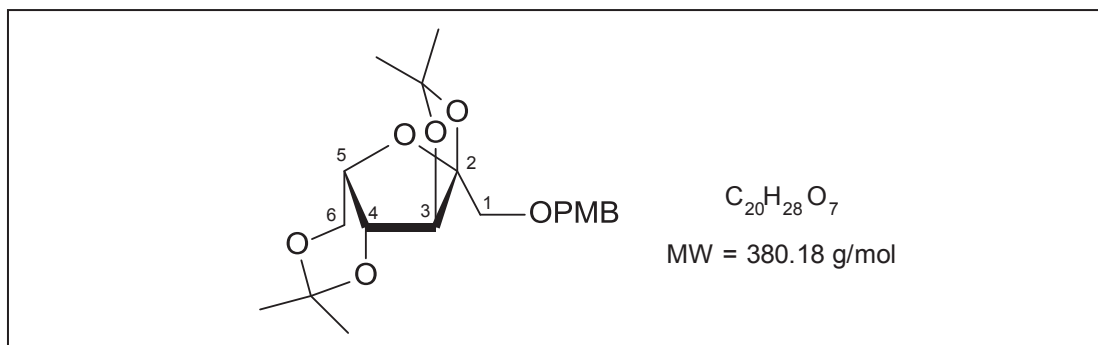 O
O
O
5
2
6
4
3
1
OPMB
O
O
C₂₀H₂₈O₇
MW = 380.18 g/mol